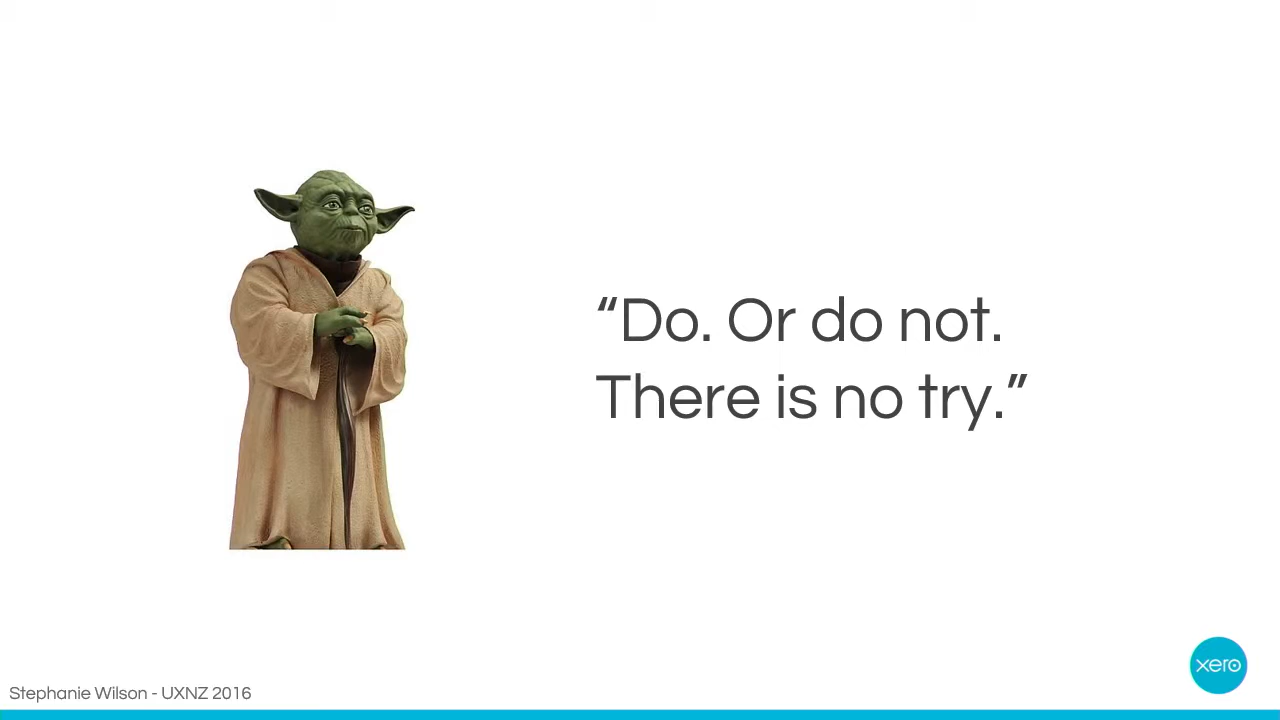 “Do. Or do not.
There is no try.”
xero
Stephanie Wilson - UXNZ 2016